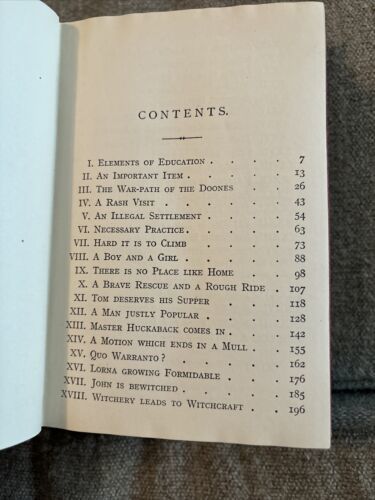 CONTENTS.
I. ELEMENTS OF EDUCATION . . . . 7
II. AN IMPORTANT ITEM . . . . . 13
III. THE WAR-PATH OF THE DOONES . . . 26
IV. A RASH VISIT . . . . . . 43
V. AN ILLEGAL SETTLEMENT . . . . 54
VI. NECESSARY PRACTICE . . . . . 63
VII. HARD IT IS TO CLIMB . . . . 73
VIII. A BOY AND A GIRL . . . . . 88
IX. THERE IS NO PLACE LIKE HOME . . . 98
X. A BRAVE RESCUE AND A ROUGH RIDE . 107
XI. TOM DESERVES HIS SUPPER . . . 118
XII. A MAN JUSTLY POPULAR . . . . 128
XIII. MASTER HUCKABACK COMES IN . . . 142
XIV. A MOTION WHICH ENDS IN A MULL . . 155
XV. QUO WARRANTO? . . . . . 162
XVI. LORNA GROWING FORMIDABLE . . . 176
XVII. JOHN IS BEWITCHED . . . . . 185
XVIII. WITCHERY LEADS TO WITCHCRAFT . . 196